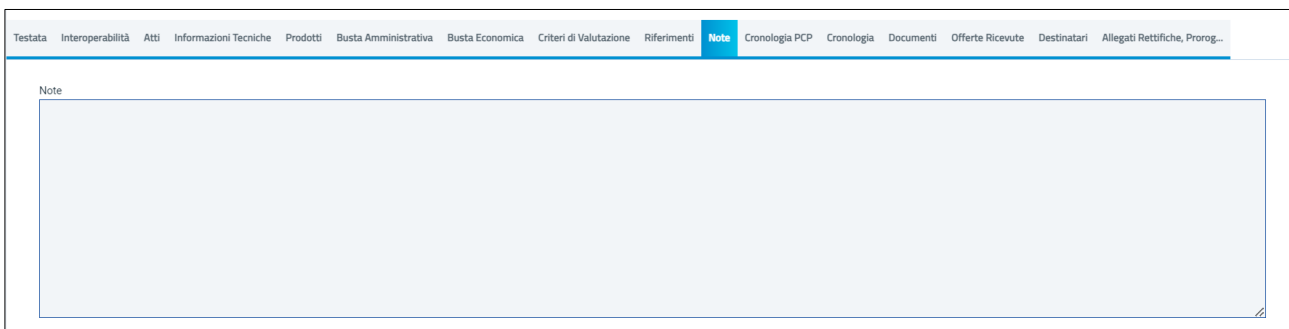 Testata Interoperabilità Atti Informazioni Tecniche Prodotti Busta Amministrativa Busta Economica Criteri di Valutazione Riferimenti Note Cronologia PCP Cronologia Documenti Offerte Ricevute Destinatari Allegati Rettifiche, Prorog...
Note